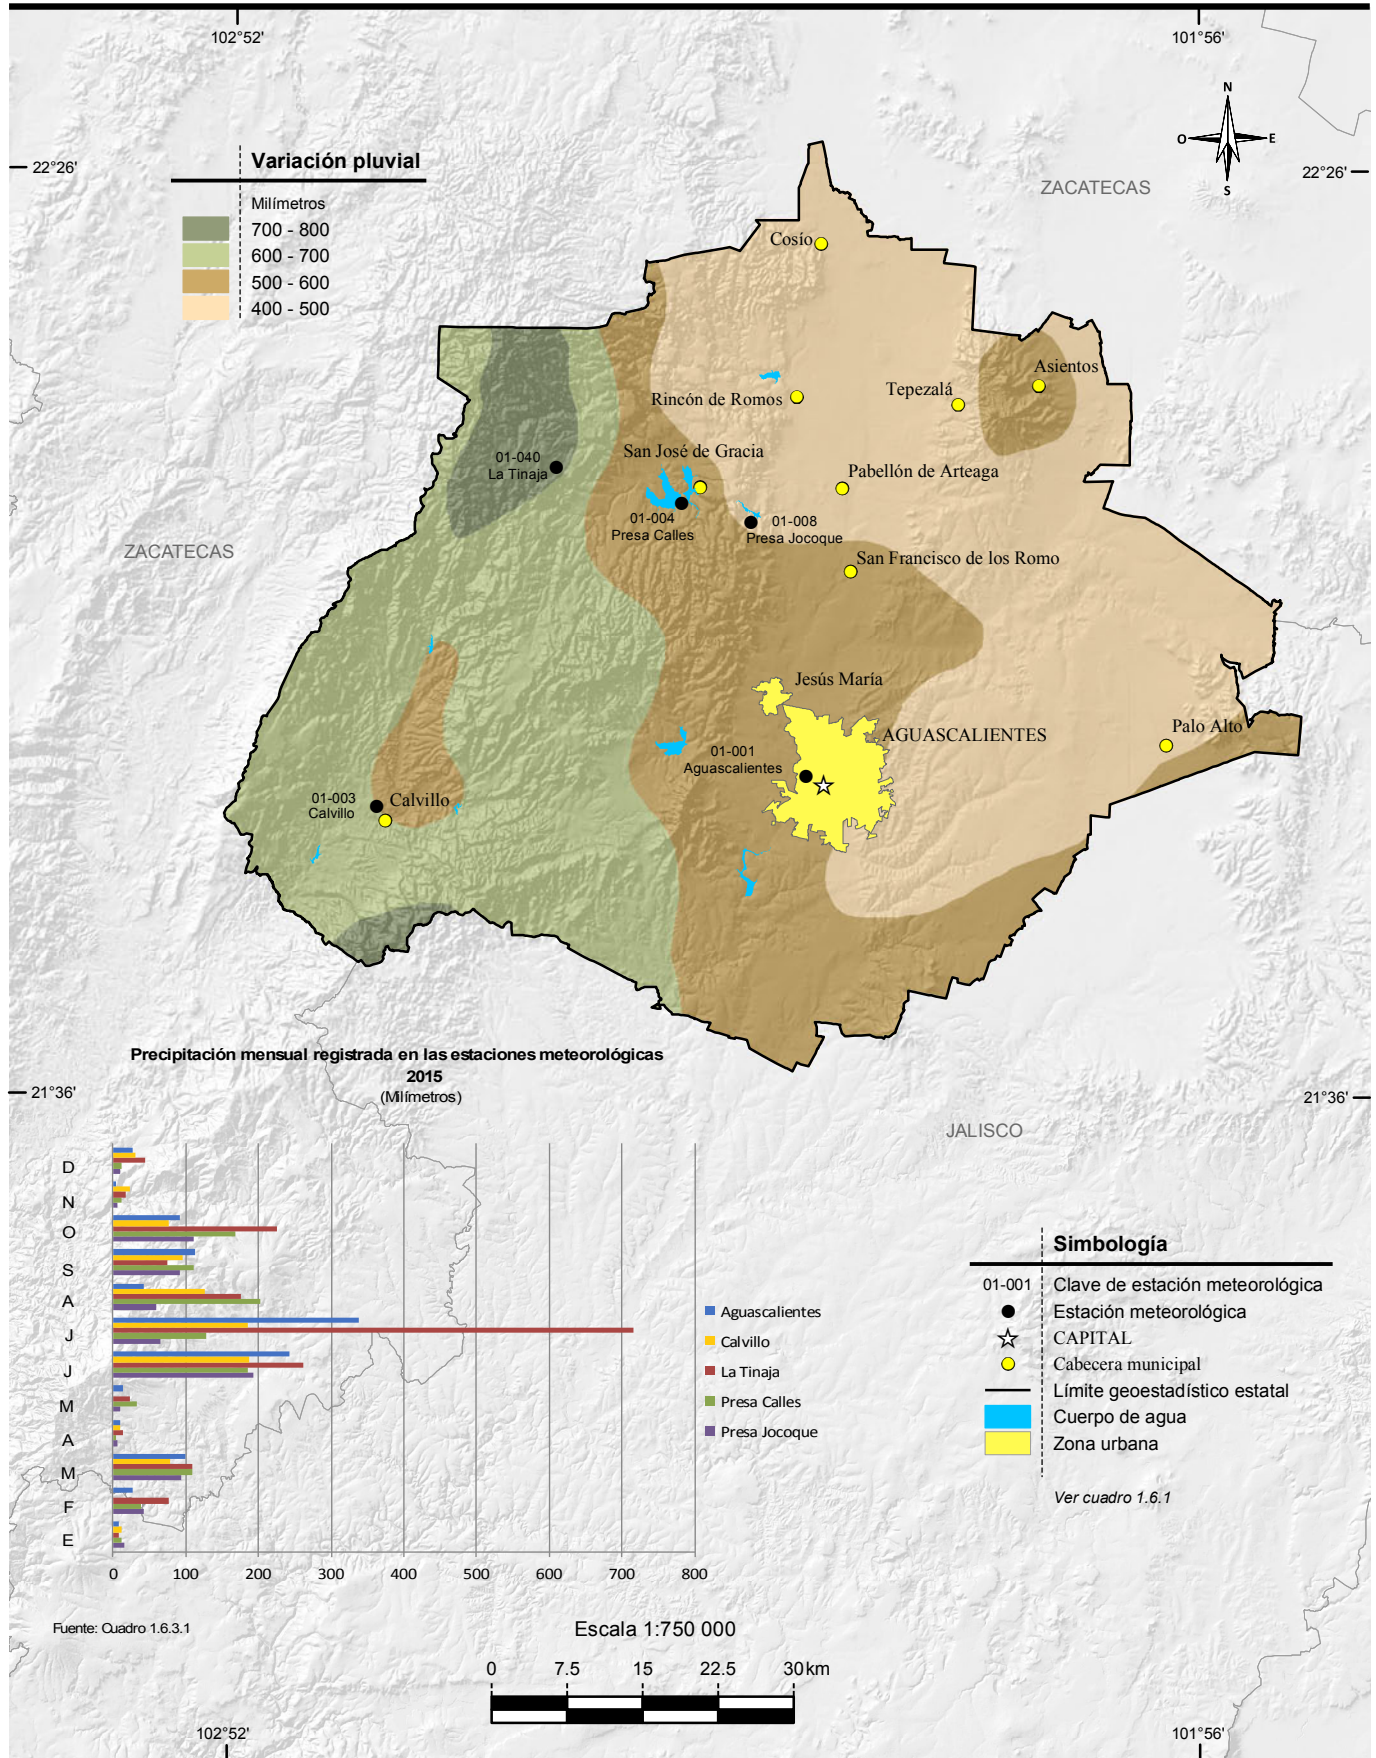 102°52'
101°56'
22°26'
22°26'
N
O
E
S
Variación pluvial
Milímetros
700 - 800
600 - 700
500 - 600
400 - 500
ZACATECAS
Cosío
Asientos
Tepezalá
Rincón de Romos
San José de Gracia
01-040
La Tinaja
Pabellón de Arteaga
01-004
Presa Calles
01-008
Presa Jocoque
ZACATECAS
San Francisco de los Romo
Jesús María
AGUASCALIENTES
Palo Alto
01-001
Aguascalientes
01-003
Calvillo
Calvillo
Precipitación mensual registrada en las estaciones meteorológicas
2015
(Milímetros)
21°36'
21°36'
JALISCO
D
N
O
S
A
J
J
M
A
M
F
E
0
100
200
300
400
500
600
700
800
Aguascalientes
Calvillo
La Tinaja
Presa Calles
Presa Jocoque
Simbología
01-001 Clave de estación meteorológica
Estación meteorológica
CAPITAL
Cabecera municipal
Límite geoestadístico estatal
Cuerpo de agua
Zona urbana
Ver cuadro 1.6.1
Fuente: Cuadro 1.6.3.1
Escala 1:750 000
0 7.5 15 22.5 30km
102°52'
101°56'